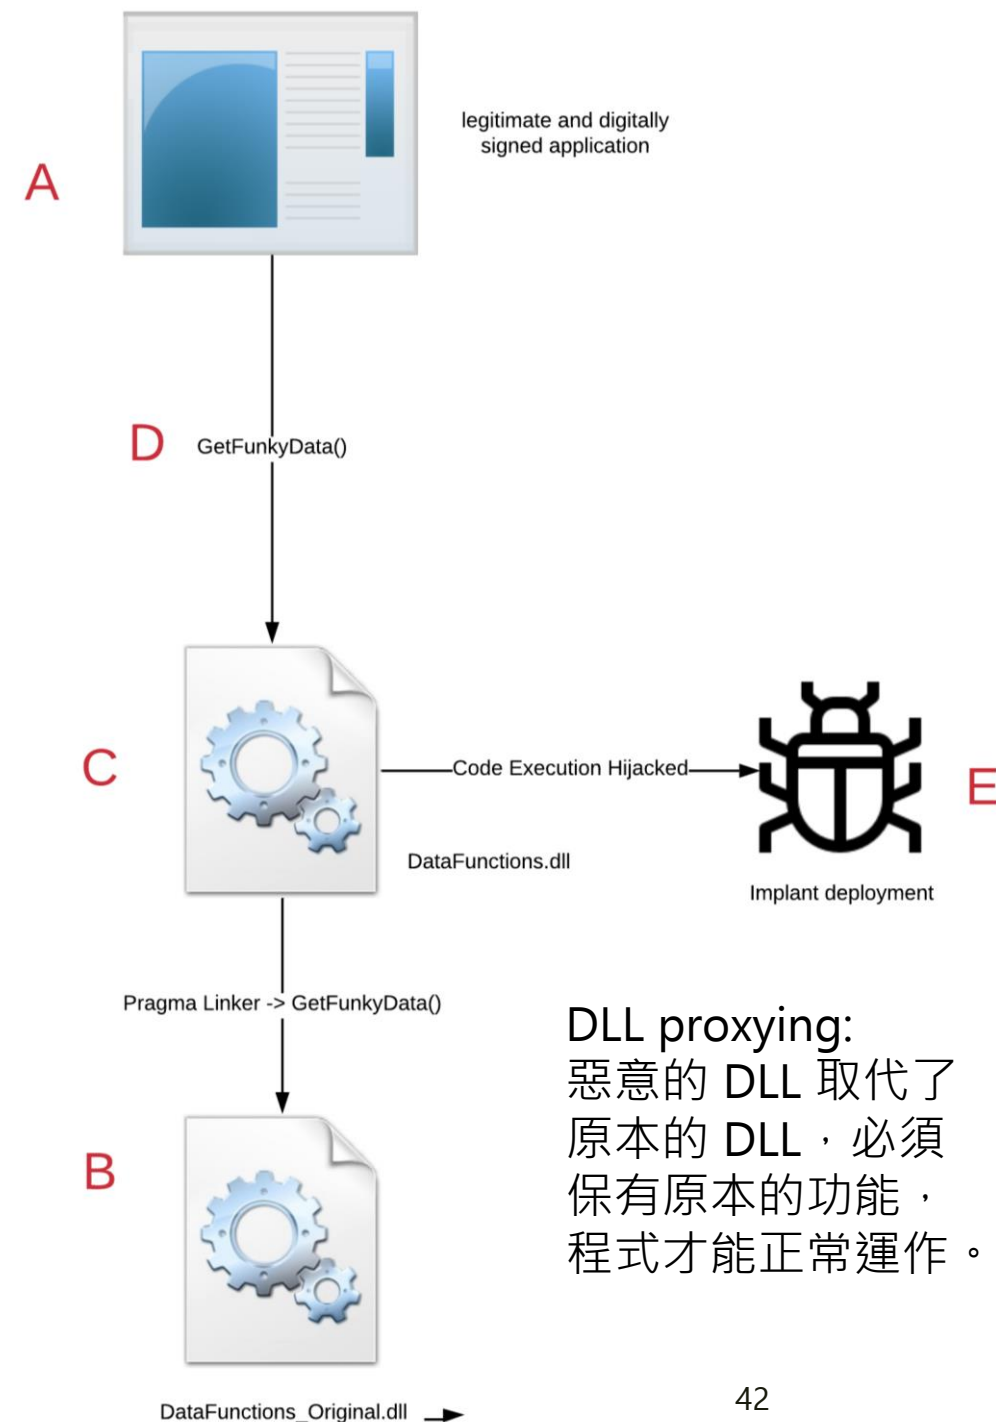 legitimate and digitally
signed application
A
D
GetFunkyData()
C
Code Execution Hijacked
E
DataFunctions.dll
Implant deployment
Pragma Linker -> GetFunkyData()
DLL proxying:
惡意的 DLL 取代了
原本的 DLL，必須
保有原本的功能，
程式才能正常運作。
B
DataFunctions_Original.dll
42